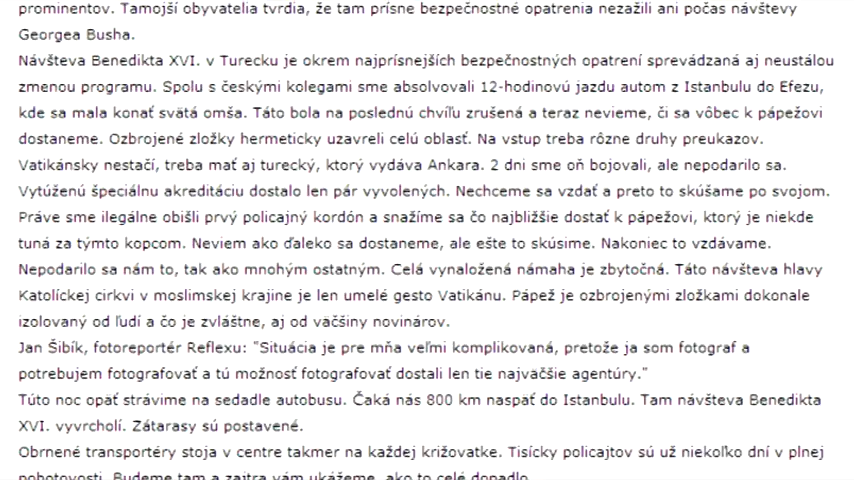 prominentov. Tamojší obyvatelia tvrdia, že tam prísne bezpečnostné opatrenia nezažili ani počas návštevy
Georgea Busha.
Návšteva Benedikta XVI. v Turecku je okrem najprísnejších bezpečnostných opatrení sprevádzaná aj neustálou
zmenou programu. Spolu s českými kolegami sme absolvovali 12-hodinovú jazdu autom z Istanbulu do Efezu,
kde sa mala konať svätá omša. Táto bola na poslednú chvíľu zrušená a teraz nevieme, či sa vôbec k pápežovi
dostaneme. Ozbrojené zložky hermeticky uzavreli celú oblasť. Na vstup treba rôzne druhy preukazov.
Vatikánsky nestačí, treba mať aj turecký, ktorý vydáva Ankara. 2 dni sme oň bojovali, ale nepodarilo sa.
Vytúženú špeciálnu akreditáciu dostalo len pár vyvolených. Nechceme sa vzdať a preto to skúšame po svojom.
Práve sme ilegálne obišli prvý policajný kordón a snažíme sa čo najbližšie dostať k pápežovi, ktorý je niekde
tuná za týmto kopcom. Neviem ako ďaleko sa dostaneme, ale ešte to skúsime. Nakoniec to vzdávame.
Nepodarilo sa nám to, tak ako mnohým ostatným. Celá vynaložená námaha je zbytočná. Táto návšteva hlavy
Katolíckej cirkvi v moslimskej krajine je len umelé gesto Vatikánu. Pápež je ozbrojenými zložkami dokonale
izolovaný od ľudí a čo je zvláštne, aj od väčšiny novinárov.
Jan Šibík, fotoreportér Reflexu: "Situácia je pre mňa veľmi komplikovaná, pretože ja som fotograf a
potrebujem fotografovať a tú možnosť fotografovať dostali len tie najväčšie agentúry."
Túto noc opäť strávime na sedadle autobusu. Čaká nás 800 km naspäť do Istanbulu. Tam návšteva Benedikta
XVI. vyvrcholí. Zátarasy sú postavené.
Obrnené transportéry stoja v centre takmer na každej križovatke. Tisícky policajtov sú už niekoľko dní v plnej
pohotovosti. Budeme tam a zajtra vám ukážeme, ako to celé dopadlo.